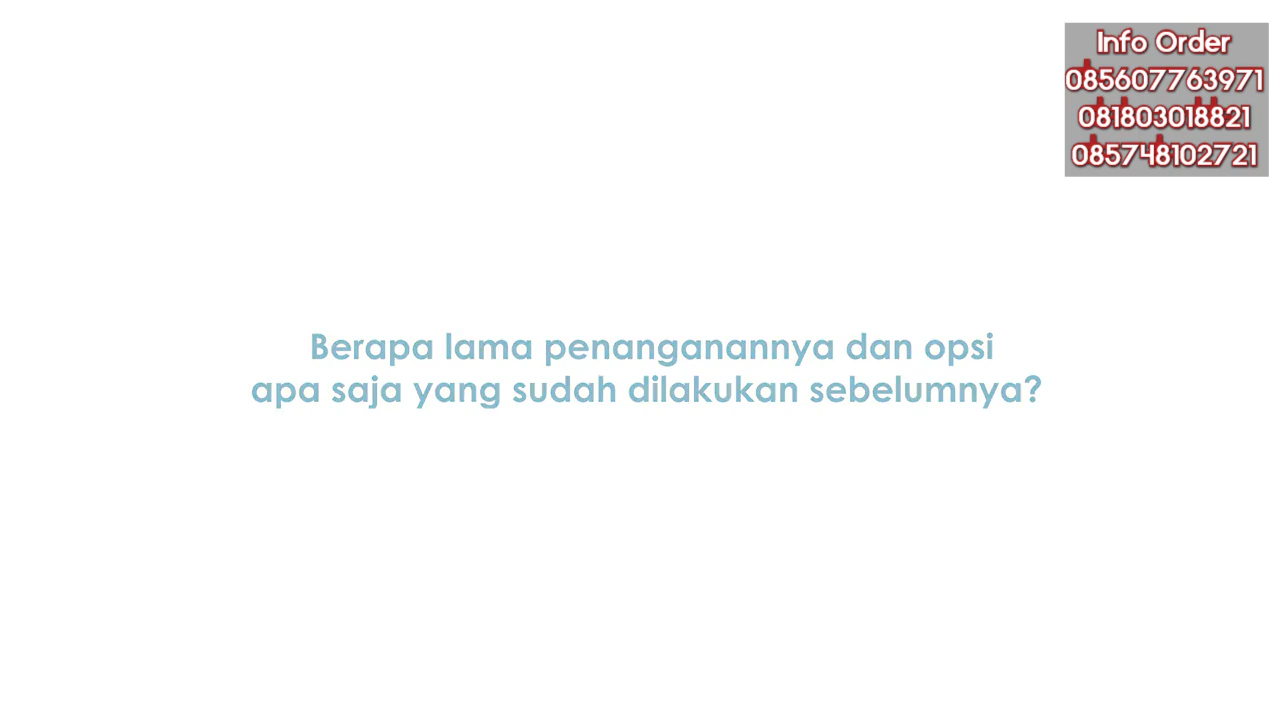 Info Order
085607763971
081803018821
085748102721
Berapa lama penanganannya dan opsi
apa saja yang sudah dilakukan sebelumnya?